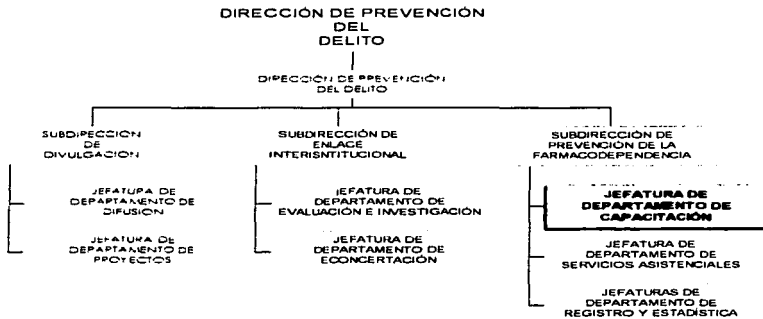 DIRECCIÓN DE PREVENCIÓN
DEL
DELITO
DIRECCIÓN DE PREVENCIÓN
DEL DELITO
SUBDIRECCIÓN
DE
DIVULGACIÓN
JEFATURA DE
DEPARTAMENTO DE
DIFUSIÓN
JEFATURA DE
DEPARTAMENTO DE
PROYECTOS
SUBDIRECCIÓN DE
ENLACE
INTERISNTITUCIONAL
JEFATURA DE
DEPARTAMENTO DE
EVALUACIÓN E INVESTIGACIÓN
JEFATURA DE
DEPARTAMENTO DE
ECONCERTACIÓN
SUBDIRECCIÓN DE
PREVENCIÓN DE LA
FARMACODEPENDENCIA
JEFATURA DE
DEPARTAMENTO DE
CAPACITACIÓN
JEFATURA DE
DEPARTAMENTO DE
SERVICIOS ASISTENCIALES
JEFATURAS DE
DEPARTAMENTO DE
REGISTRO Y ESTADÍSTICA